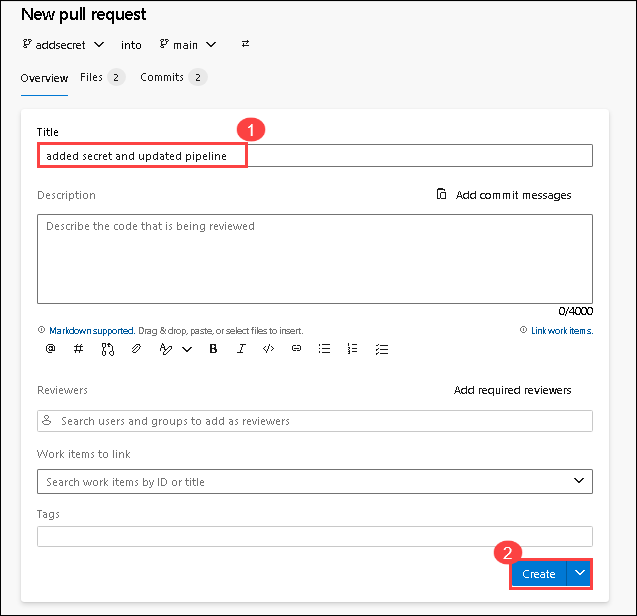 New pull request
addsecret into main
Overview Files 2 Commits 2
1
Title
added secret and updated pipeline
Description Add commit messages
Describe the code that is being reviewed
0/4000
Markdown supported. Drag & drop, paste, or select files to insert. Link work items.
@ # B I </>
Reviewers Add required reviewers
Search users and groups to add as reviewers
Work items to link
Search work items by ID or title
Tags
2
Create